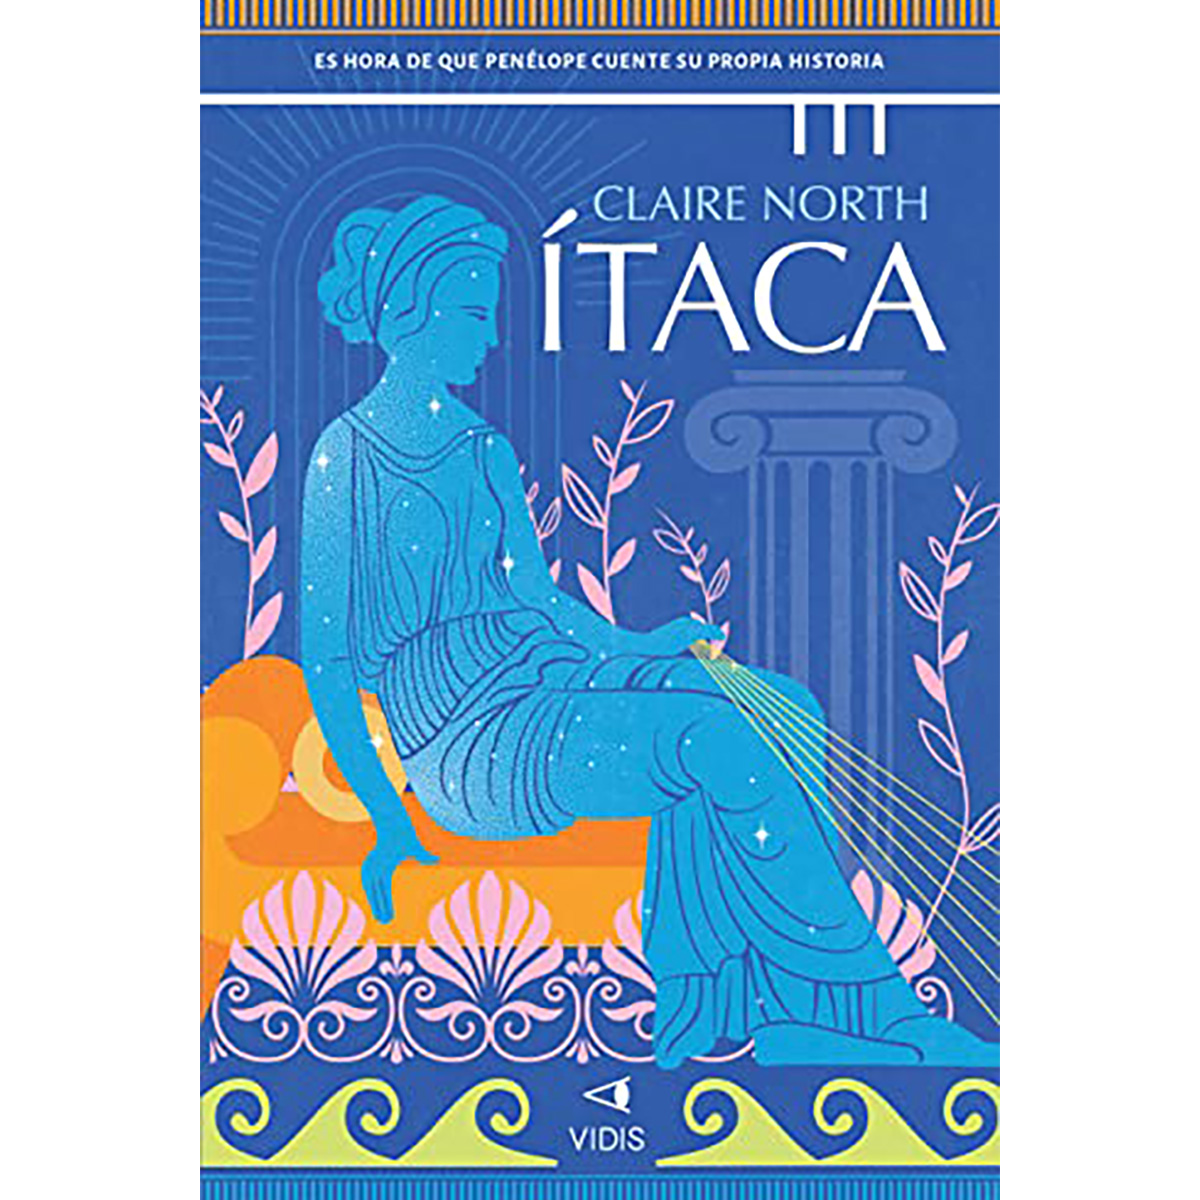 ES HORA DE QUE PENÉLOPE CUENTE SU PROPIA HISTORIA
CLAIRE NORTH
ÍTACA
VIDIS